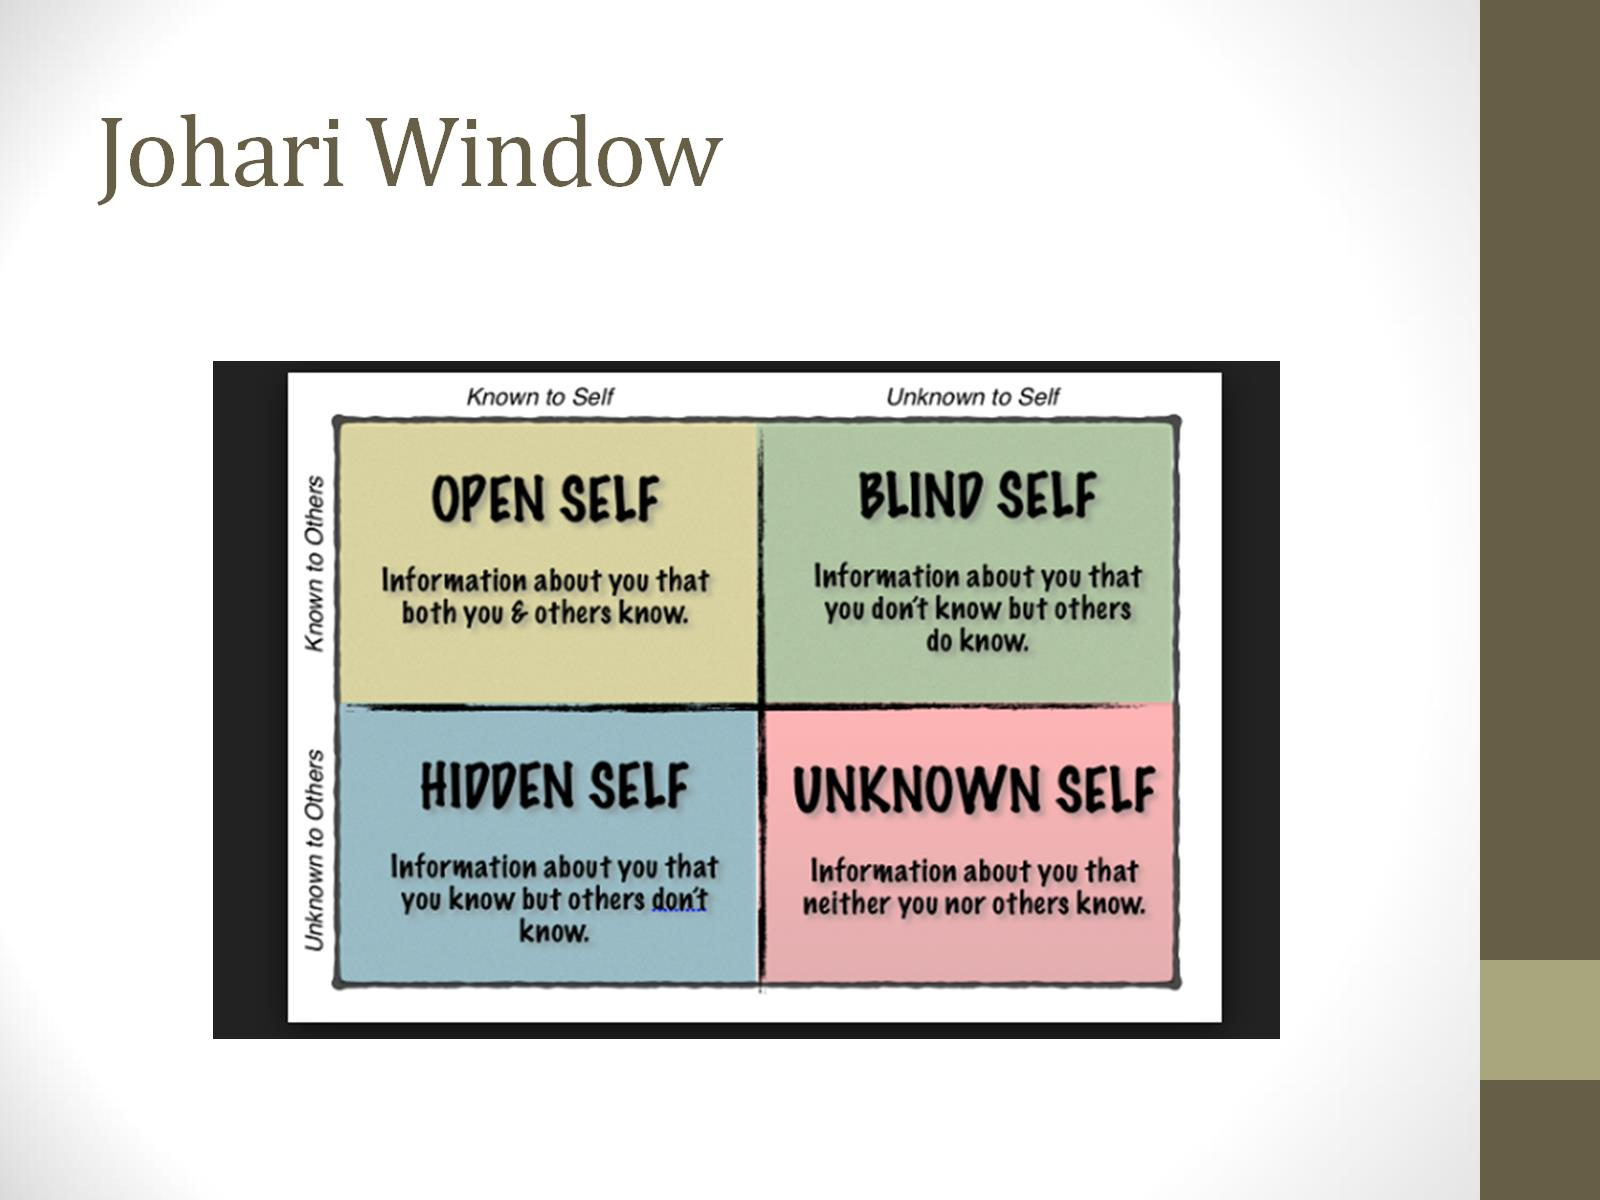 Johari Window
Known to Self
Unknown to Self
Known to Others
OPEN SELF
Information about you that
both you & others know.
BLIND SELF
Information about you that
you don't know but others
do know.
Unknown to Others
HIDDEN SELF
Information about you that
you know but others don't
know.
UNKNOWN SELF
Information about you that
neither you nor others know.